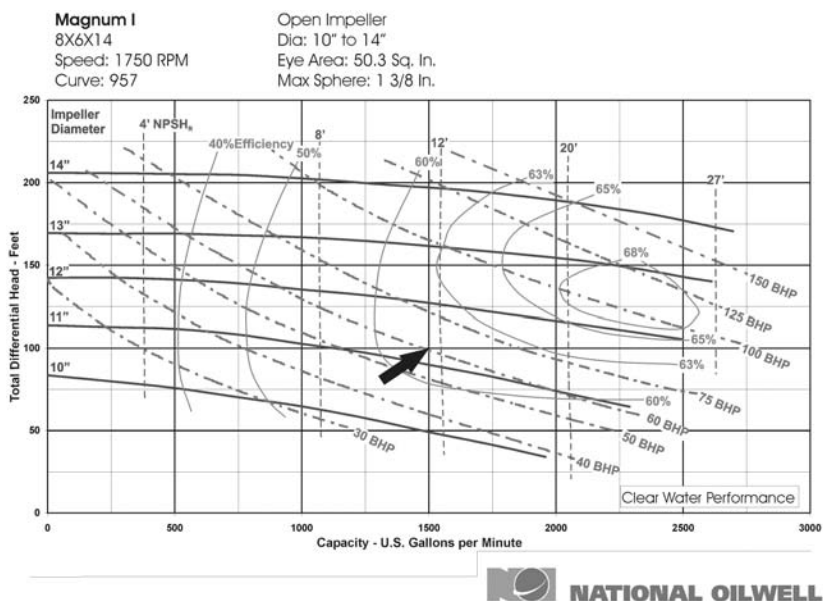 Magnum I
8X6X14
Speed: 1750 RPM
Curve: 957
Open Impeller
Dia: 10" to 14"
Eye Area: 50.3 Sq. In.
Max Sphere: 1 3/8 In.
Total Differential Head - Feet
250
200
150
100
50
0
Impeller
Diameter
14"
13"
12"
11"
10"
4' NPSHR
8'
12'
20'
27'
40%Efficiency
50%
60%
63%
65%
68%
65%
63%
60%
150 BHP
125 BHP
100 BHP
75 BHP
60 BHP
50 BHP
40 BHP
30 BHP
Clear Water Performance
0
500
1000
1500
2000
2500
3000
Capacity - U.S. Gallons per Minute
NATIONAL OILWELL